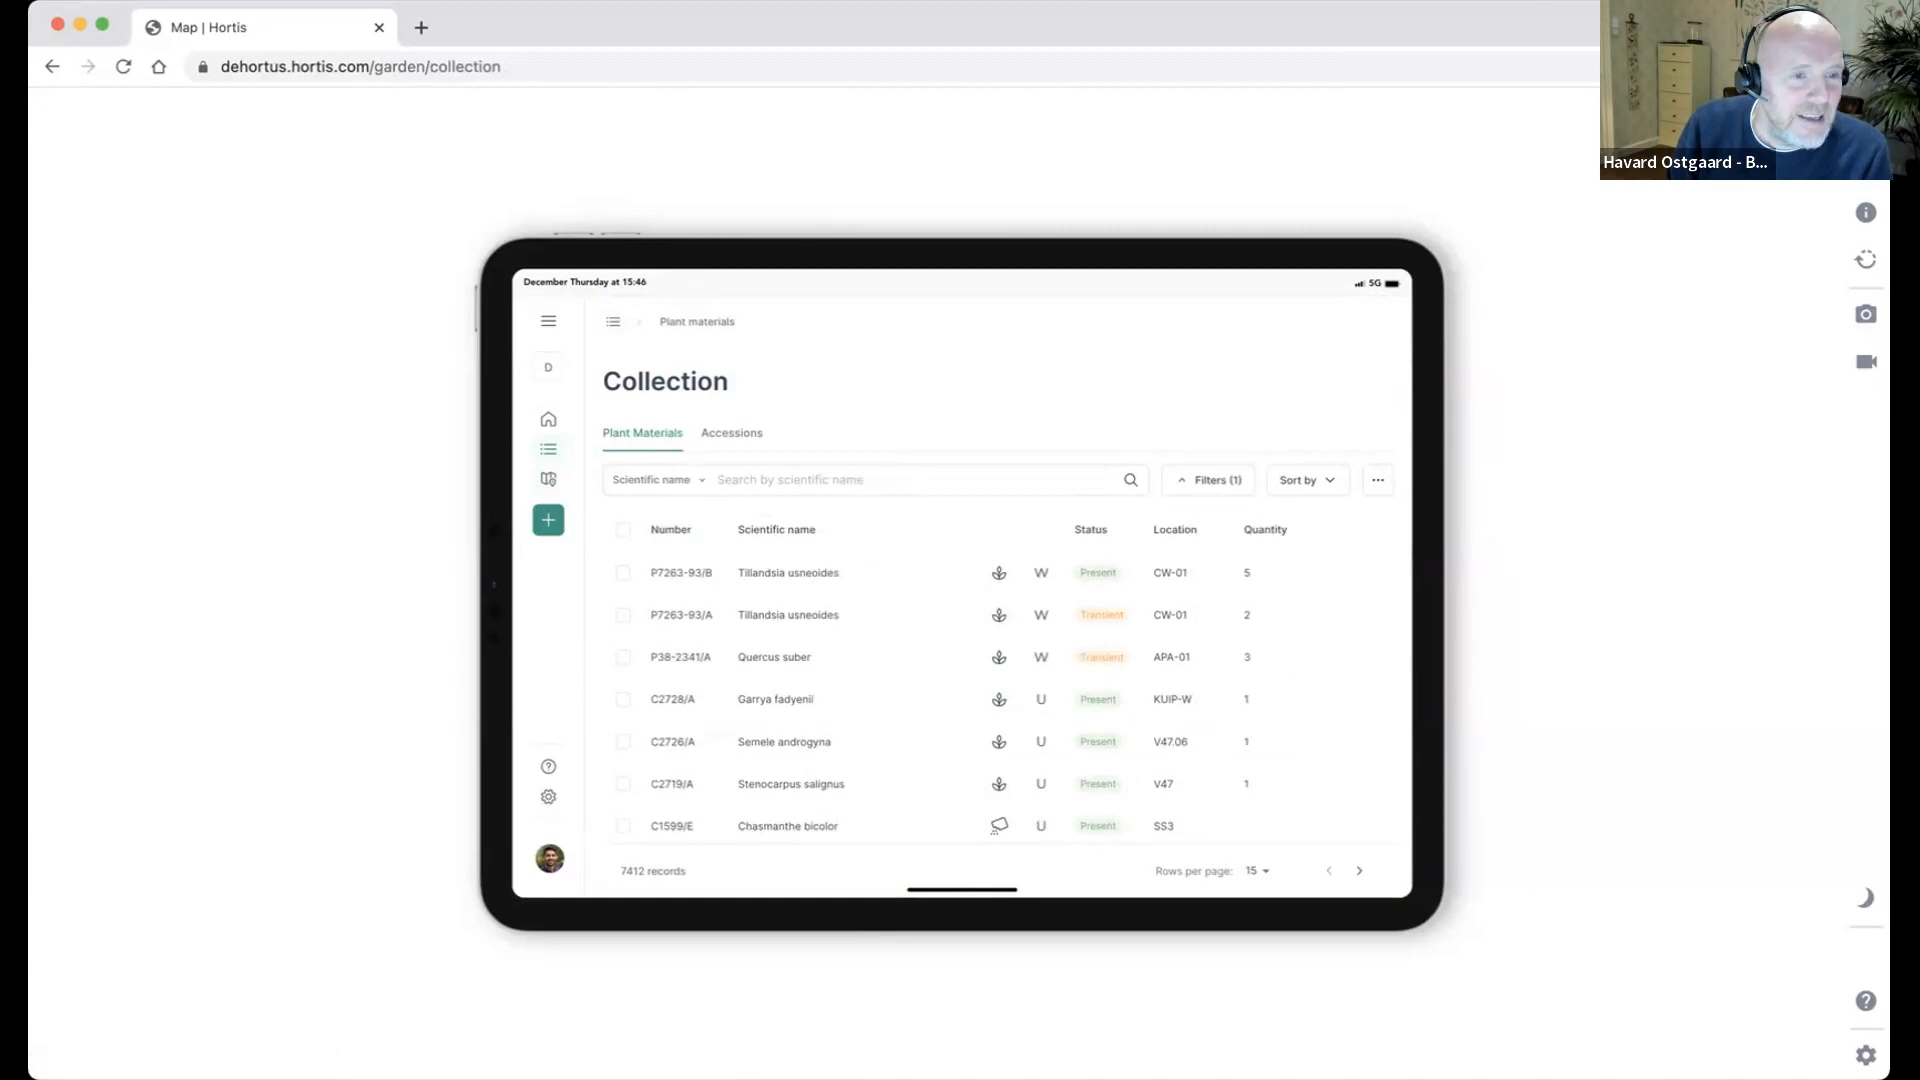 Map | Hortis
dehortus.hortis.com/garden/collection
Havard Ostgaard - B...
December Thursday at 15:46
5G
Plant materials
D
Collection
Plant Materials Accessions
Scientific name Search by scientific name Filters (1) Sort by
Number Scientific name Status Location Quantity
P7263-93/B Tillandsia usneoides W Present CW-01 5
P7263-93/A Tillandsia usneoides W Transient CW-01 2
P38-2341/A Quercus suber W Transient APA-01 3
C2728/A Garrya fadyenii U Present KUIP-W 1
C2726/A Semele androgyna U Present V47.06 1
C2719/A Stenocarpus salignus U Present V47 1
C1599/E Chasmanthe bicolor U Present SS3
7412 records Rows per page: 15